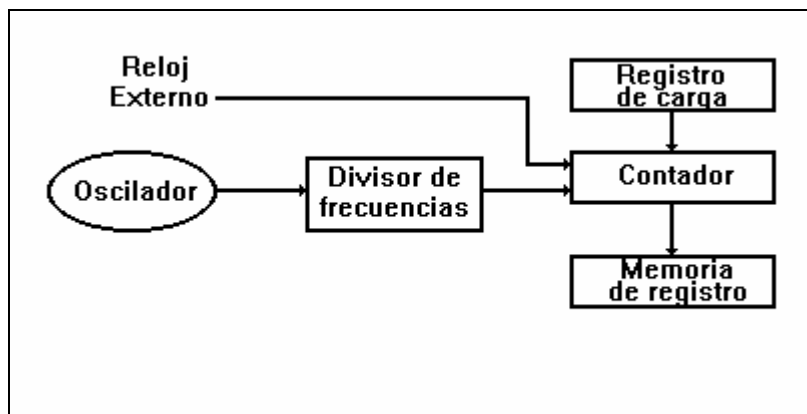 Reloj
Externo
Registro
de carga
Oscilador
Divisor de
frecuencias
Contador
Memoria
de registro